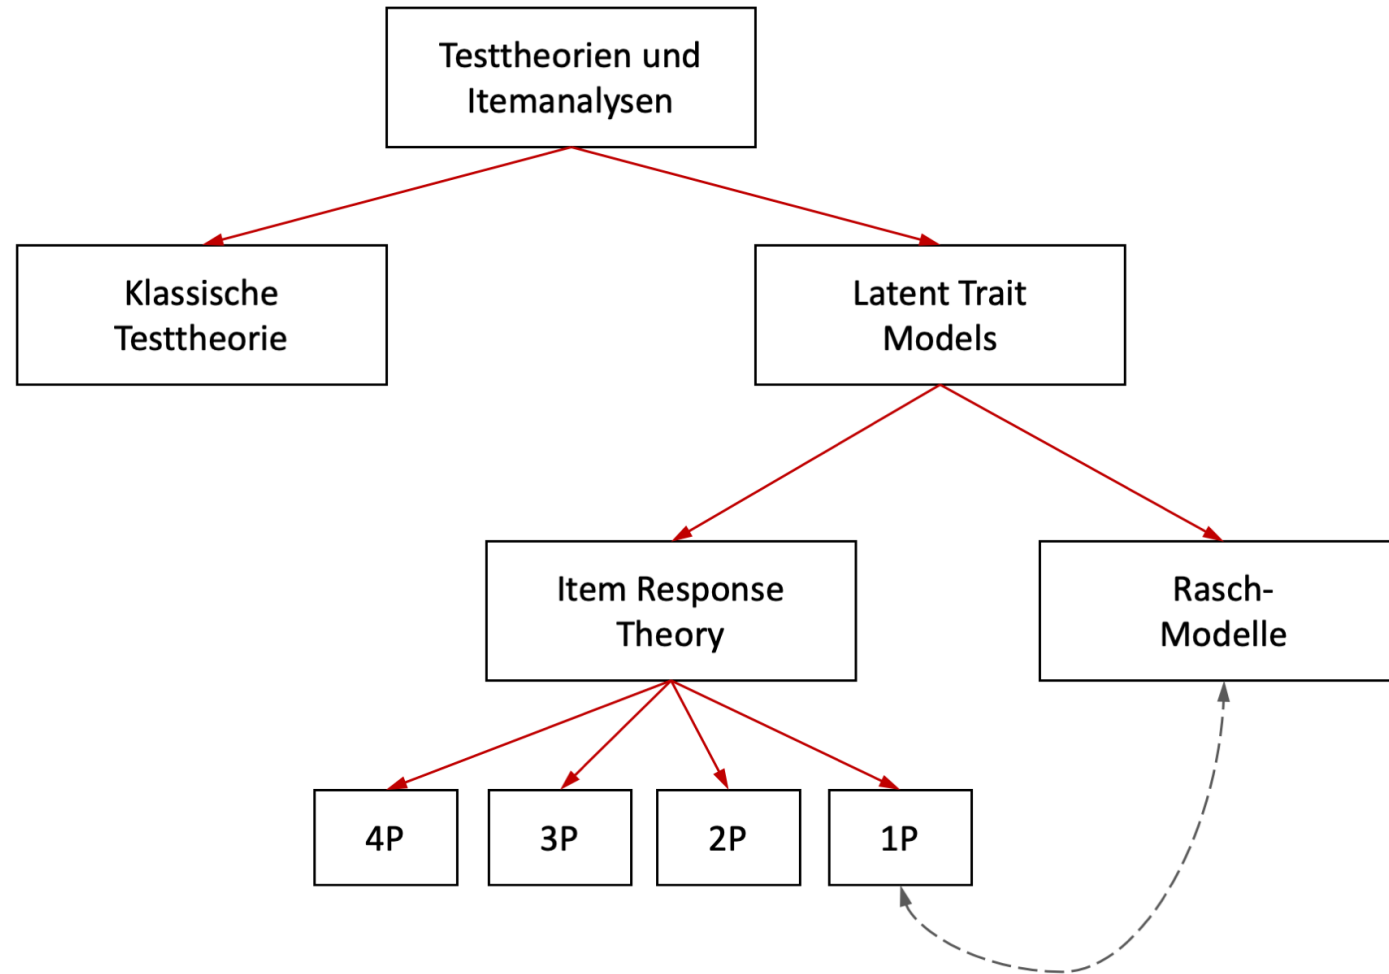 Testtheorien und
Itemanalysen
Klassische
Testtheorie
Latent Trait
Models
Item Response
Theory
Rasch-
Modelle
4P
3P
2P
1P